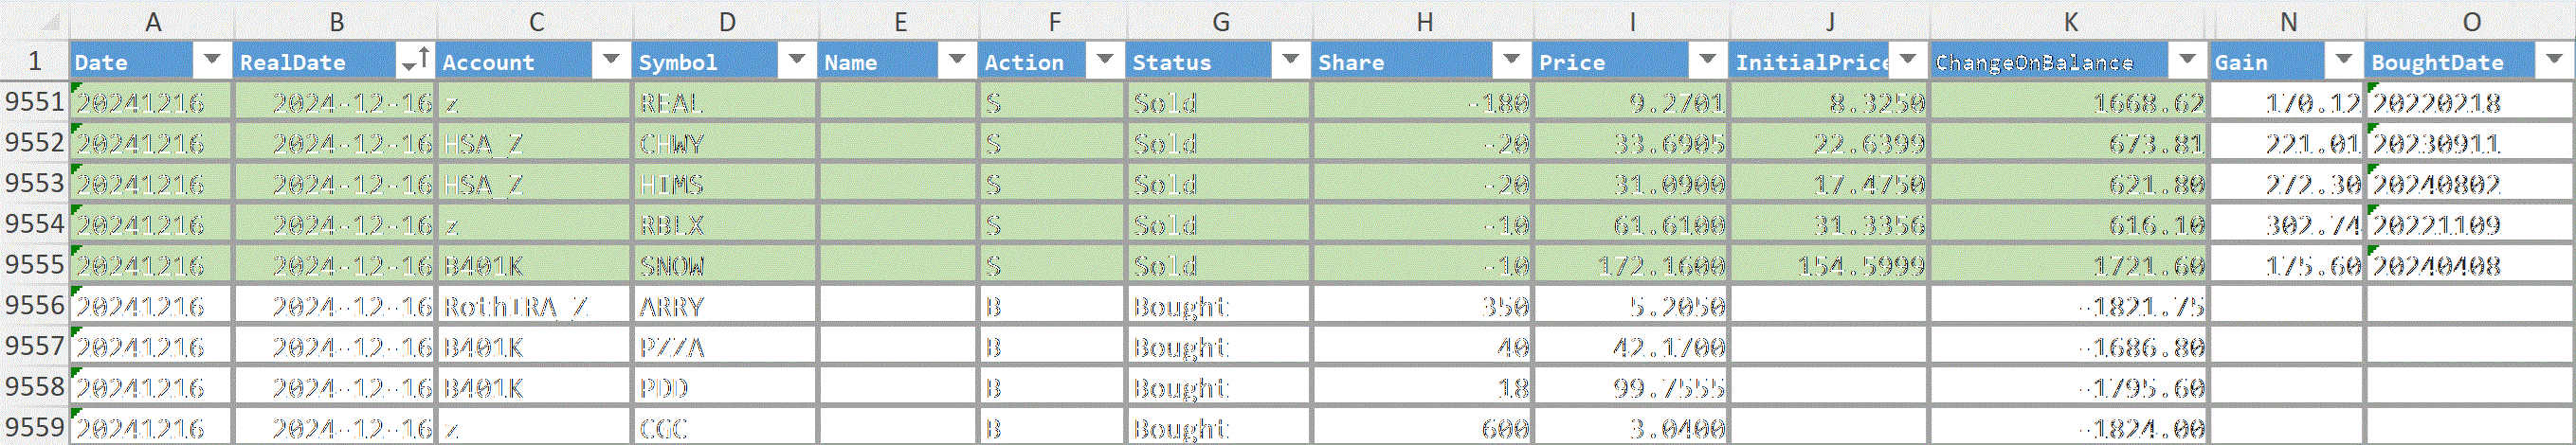 A B C D E F G H I J K N O
1 Date RealDate Account Symbol Name Action Status Share Price InitialPrice ChangeOnBalance Gain BoughtDate
9551 20241216 2024-12-16 z REAL S Sold -180 9.2701 8.3250 1668.62 170.12 20220218
9552 20241216 2024-12-16 HSA_Z CHWY S Sold -20 33.6905 22.6399 673.81 221.01 20230911
9553 20241216 2024-12-16 HSA_Z HIMS S Sold -20 31.0900 17.4750 621.80 272.30 20240802
9554 20241216 2024-12-16 z RBLX S Sold -10 61.6100 31.3356 616.10 302.74 20221109
9555 20241216 2024-12-16 B401K SNOW S Sold -10 172.1600 154.5999 1721.60 175.60 20240408
9556 20241216 2024-12-16 RothIRA_Z ARRY B Bought 350 5.2050 -1821.75
9557 20241216 2024-12-16 B401K PZZA B Bought 40 42.1700 -1686.80
9558 20241216 2024-12-16 B401K PDD B Bought 18 99.7555 -1795.60
9559 20241216 2024-12-16 z CGC B Bought 600 3.0400 -1824.00